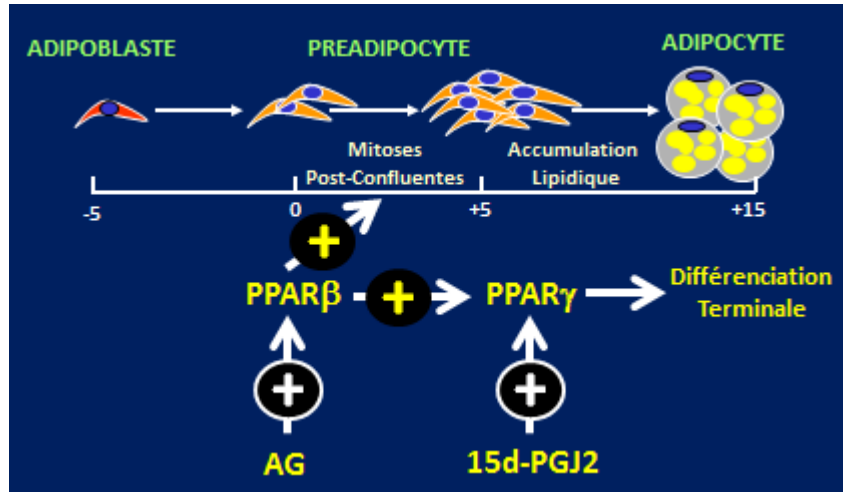 ADIPOBLASTE
PREADIPOCYTE
ADIPOCYTE
Mitoses
Post-Confluentes
Accumulation
Lipidique
-5
0
+5
+15
+
PPARβ
+
PPARγ
Différenciation
Terminale
+
+
AG
15d-PGJ2